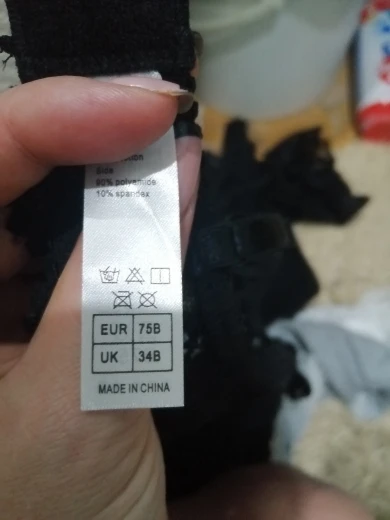 Side
90% polyamide
10% spandex
EUR 75B
UK 34B
MADE IN CHINA